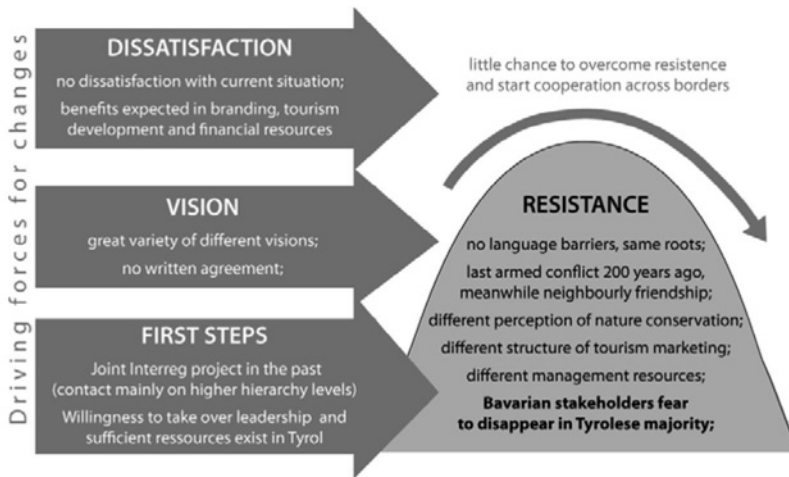 Driving forces for changes
DISSATISFACTION
no dissatisfaction with current situation;
benefits expected in branding, tourism
development and financial resources
VISION
great variety of different visions;
no written agreement;
FIRST STEPS
Joint Interreg project in the past
(contact mainly on higher hierarchy levels)
Willingness to take over leadership and
sufficient ressources exist in Tyrol
little chance to overcome resistence
and start cooperation across borders
RESISTANCE
no language barriers, same roots;
last armed conflict 200 years ago,
meanwhile neighbourly friendship;
different perception of nature conservation;
different structure of tourism marketing;
different management resources;
Bavarian stakeholders fear
to disappear in Tyrolese majority;